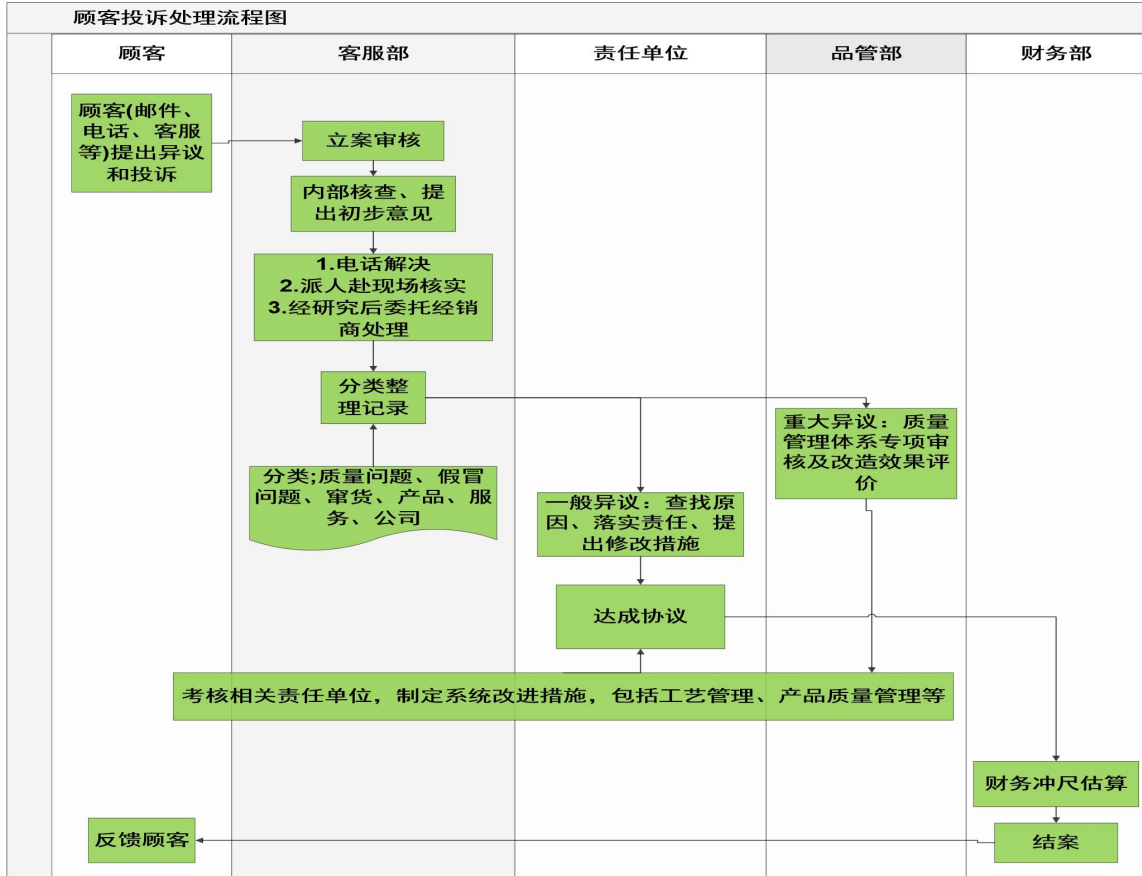 顾客投诉处理流程图
顾客
客服部
责任单位
品管部
财务部
顾客(邮件、
电话、客服
等)提出异议
和投诉
立案审核
内部核查、提
出初步意见
1.电话解决
2.派人赴现场核实
3.经研究后委托经销
商处理
分类整
理记录
分类;质量问题、假冒
问题、窜货、产品、服
务、公司
重大异议：质量
管理体系专项审
核及改造效果评
价
一般异议：查找原
因、落实责任、提
出修改措施
达成协议
考核相关责任单位，制定系统改进措施，包括工艺管理、产品质量管理等
财务冲尺估算
结案
反馈顾客